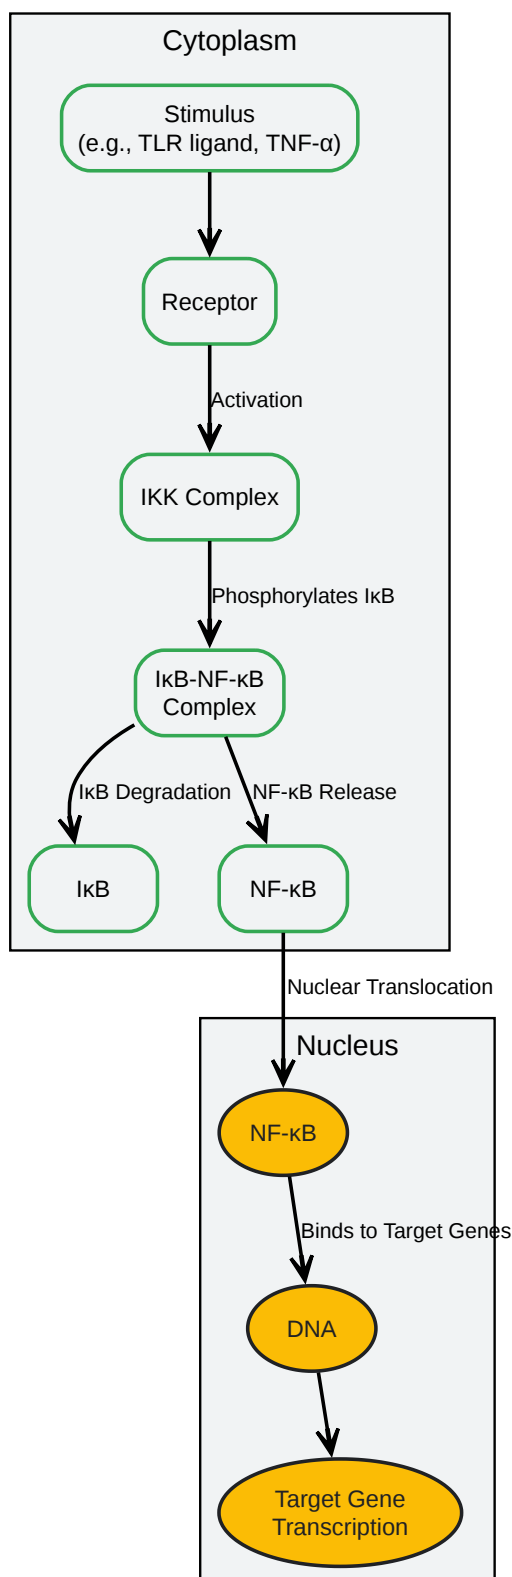 Cytoplasm
Stimulus
(e.g., TLR ligand, TNF-α)
Receptor
Activation
IKK Complex
Phosphorylates IκB
IκB-NF-κB
Complex
IκB Degradation
NF-κB Release
IκB
NF-κB
Nuclear Translocation
Nucleus
NF-κB
Binds to Target Genes
DNA
Target Gene
Transcription